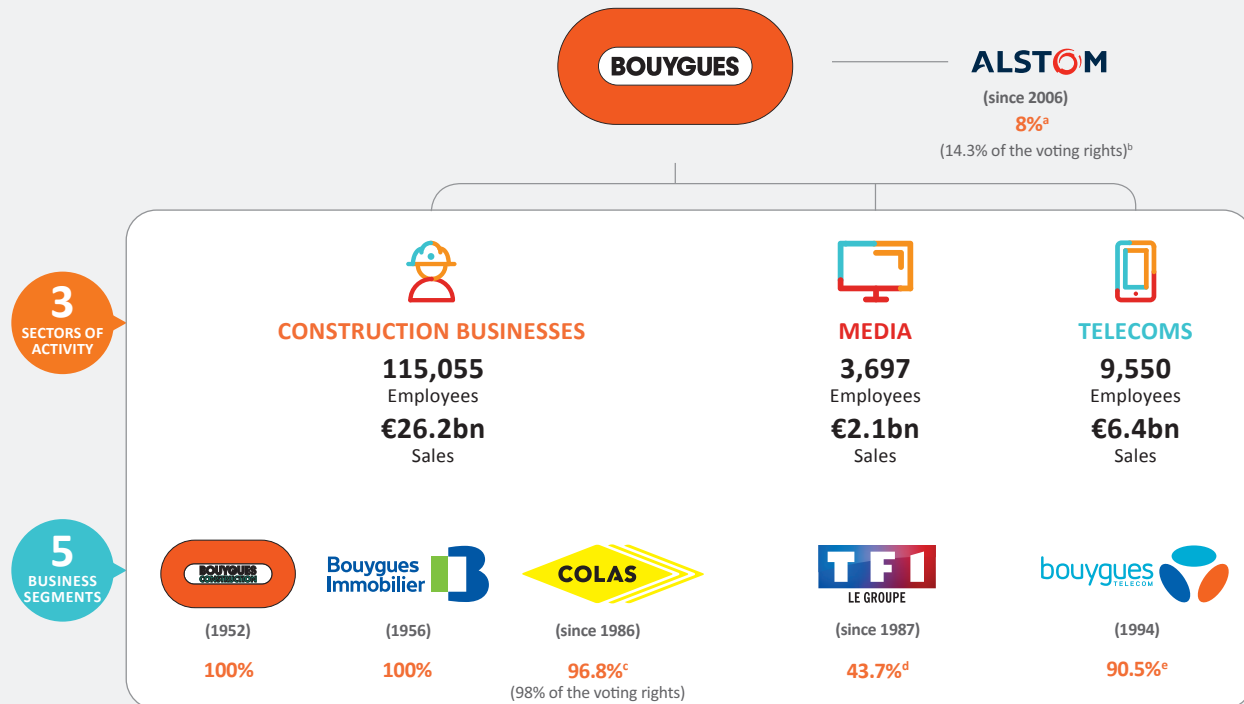 BOUYGUES
ALSTOM
(since 2006)
8%ᵃ
(14.3% of the voting rights)ᵇ
3
SECTORS OF
ACTIVITY
CONSTRUCTION BUSINESSES
115,055
Employees
€26.2bn
Sales
MEDIA
3,697
Employees
€2.1bn
Sales
TELECOMS
9,550
Employees
€6.4bn
Sales
5
BUSINESS
SEGMENTS
BOUYGUES
CONSTRUCTION
(1952)
100%
Bouygues
Immobilier
(1956)
100%
COLAS
(since 1986)
96.8%ᶜ
(98% of the voting rights)
TF1
LE GROUPE
(since 1987)
43.7%ᵈ
bouygues
TELECOM
(1994)
90.5%ᵉ